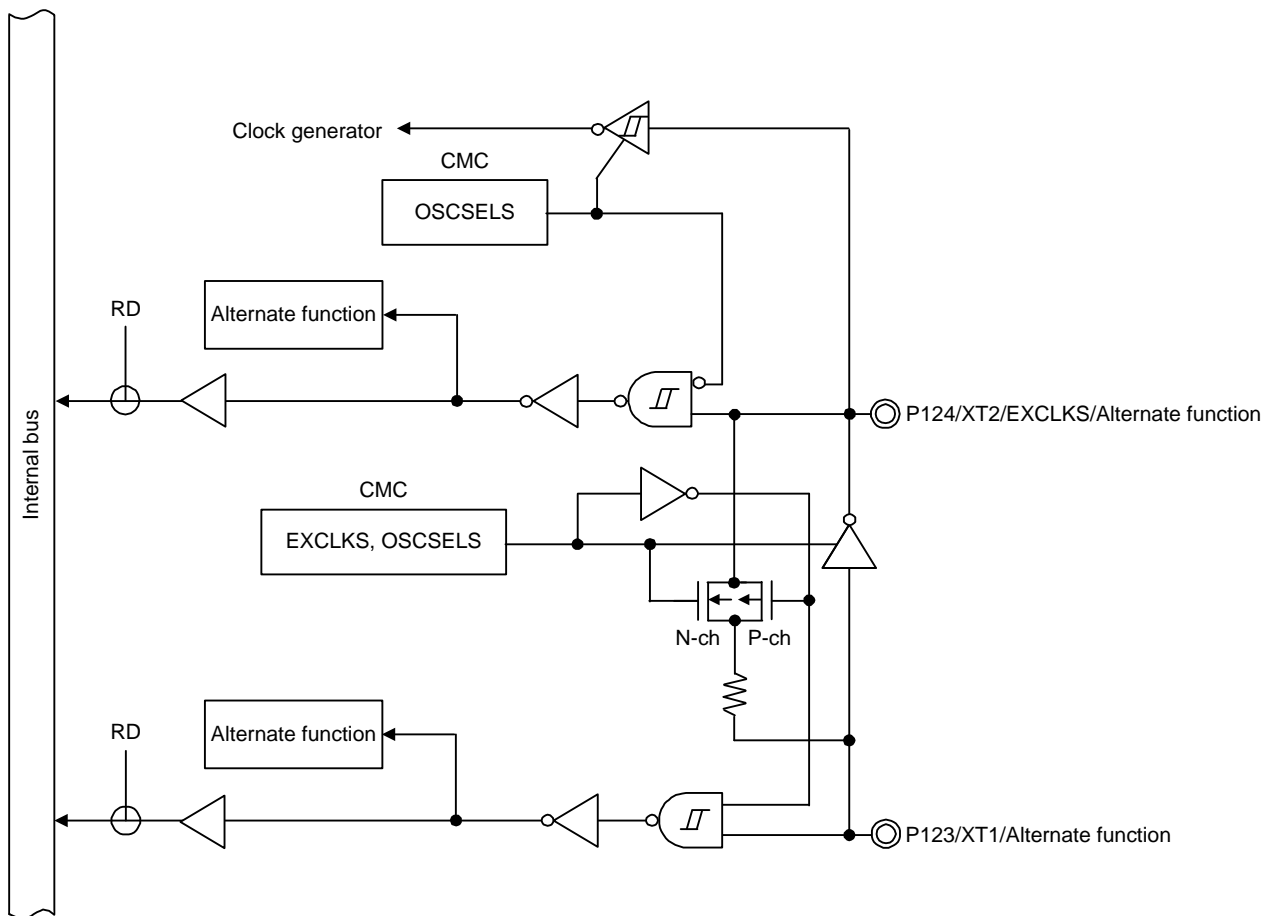 Clock generator
CMC
OSCSELS
RD
Alternate function
P124/XT2/EXCLKS/Alternate function
Internal bus
CMC
EXCLKS, OSCSELS
N-ch
P-ch
RD
Alternate function
P123/XT1/Alternate function